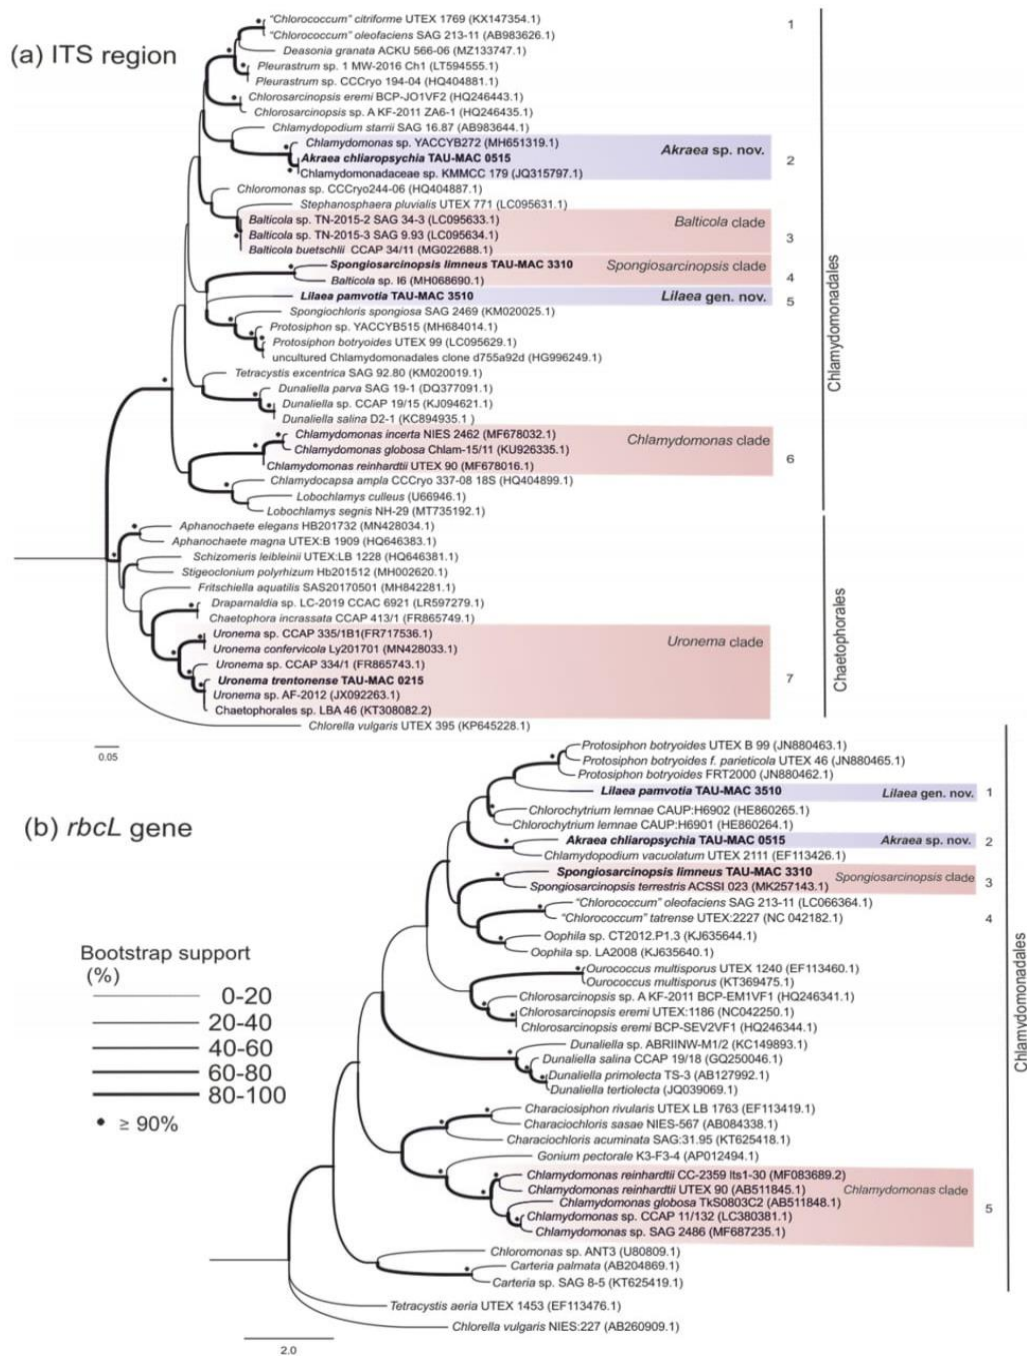 (a) ITS region
"Chlorococcum" citriforme UTEX 1769 (KX147354.1)
1
"Chlorococcum" oleofaciens SAG 213-11 (AB983626.1)
Deasonia granata ACKU 566-06 (MZ133747.1)
Pleurastrum sp. 1 MW-2016 Ch1 (LT594555.1)
Pleurastrum sp. CCCryo 194-04 (HQ404881.1)
Chlorosarcinopsis eremi BCP-JO1VF2 (HQ246443.1)
Chlorosarcinopsis sp. A KF-2011 ZA6-1 (HQ246435.1)
Chlamydopodium starrii SAG 16.87 (AB983644.1)
Chlamydomonas sp. YACCYB272 (MH651319.1)
Akraea sp. nov.
Akraea chliaropsychia TAU-MAC 0515
2
Chlamydomonadaceae sp. KMMCC 179 (JQ315797.1)
Chloromonas sp. CCCryo244-06 (HQ404887.1)
Stephanosphaera pluvialis UTEX 771 (LC095631.1)
Balticola sp. TN-2015-2 SAG 34-3 (LC095633.1)
Balticola clade
Balticola sp. TN-2015-3 SAG 9.93 (LC095634.1)
3
Balticola buetschlii CCAP 34/11 (MG022688.1)
Spongiosarcinopsis limneus TAU-MAC 3310
Spongiosarcinopsis clade
Balticola sp. I6 (MH068690.1)
4
Lilaea pamvotia TAU-MAC 3510
Lilaea gen. nov.
5
Spongiochloris spongiosa SAG 2469 (KM020025.1)
Protosiphon sp. YACCYB515 (MH684014.1)
Protosiphon botryoides UTEX 99 (LC095629.1)
uncultured Chlamydomonadales clone d755a92d (HG996249.1)
Tetracystis excentrica SAG 92.80 (KM020019.1)
Dunaliella parva SAG 19-1 (DQ377091.1)
Dunaliella sp. CCAP 19/15 (KJ094621.1)
Dunaliella salina D2-1 (KC894935.1 )
Chlamydomonas incerta NIES 2462 (MF678032.1)
Chlamydomonas clade
Chlamydomonas globosa Chlam-15/11 (KU926335.1)
6
Chlamydomonas reinhardtii UTEX 90 (MF678016.1)
Chlamydocapsa ampla CCCryo 337-08 18S (HQ404899.1)
Lobochlamys culleus (U66946.1)
Lobochlamys segnis NH-29 (MT735192.1)
Chlamydomonadales
Aphanochaete elegans HB201732 (MN428034.1)
Aphanochaete magna UTEX:B 1909 (HQ646383.1)
Schizomeris leibleinii UTEX:LB 1228 (HQ646381.1)
Stigeoclonium polyrhizum Hb201512 (MH002620.1)
Fritschiella aquatilis SAS20170501 (MH842281.1)
Draparnaldia sp. LC-2019 CCAC 6921 (LR597279.1)
Chaetophora incrassata CCAP 413/1 (FR865749.1)
Uronema sp. CCAP 335/1B1(FR717536.1)
Uronema clade
Uronema confervicola Ly201701 (MN428033.1)
Uronema sp. CCAP 334/1 (FR865743.1)
Uronema trentonense TAU-MAC 0215
7
Uronema sp. AF-2012 (JX092263.1)
Chaetophorales sp. LBA 46 (KT308082.2)
Chaetophorales
Chlorella vulgaris UTEX 395 (KP645228.1)
0.05
(b) rbcL gene
Protosiphon botryoides UTEX B 99 (JN880463.1)
Protosiphon botryoides f. parieticola UTEX 46 (JN880465.1)
Protosiphon botryoides FRT2000 (JN880462.1)
Lilaea pamvotia TAU-MAC 3510
Lilaea gen. nov.
1
Chlorochytrium lemnae CAUP:H6902 (HE860265.1)
Chlorochytrium lemnae CAUP:H6901 (HE860264.1)
Akraea chliaropsychia TAU-MAC 0515
Akraea sp. nov.
2
Chlamydopodium vacuolatum UTEX 2111 (EF113426.1)
Spongiosarcinopsis limneus TAU-MAC 3310
Spongiosarcinopsis clade
3
Spongiosarcinopsis terrestris ACSSI 023 (MK257143.1)
"Chlorococcum" oleofaciens SAG 213-11 (LC066364.1)
"Chlorococcum" tatrense UTEX:2227 (NC 042182.1)
4
Oophila sp. CT2012.P1.3 (KJ635644.1)
Oophila sp. LA2008 (KJ635640.1)
Ourococcus multisporus UTEX 1240 (EF113460.1)
Ourococcus multisporus (KT369475.1)
Chlorosarcinopsis sp. A KF-2011 BCP-EM1VF1 (HQ246341.1)
Chlorosarcinopsis eremi UTEX:1186 (NC042250.1)
Chlorosarcinopsis eremi BCP-SEV2VF1 (HQ246344.1)
Dunaliella sp. ABRIINW-M1/2 (KC149893.1)
Dunaliella salina CCAP 19/18 (GQ250046.1)
Dunaliella primolecta TS-3 (AB127992.1)
Dunaliella tertiolecta (JQ039069.1)
Characiosiphon rivularis UTEX LB 1763 (EF113419.1)
Characiochloris sasae NIES-567 (AB084338.1)
Characiochloris acuminata SAG:31.95 (KT625418.1)
Gonium pectorale K3-F3-4 (AP012494.1)
Chlamydomonas reinhardtii CC-2359 lts1-30 (MF083689.2)
Chlamydomonas reinhardtii UTEX 90 (AB511845.1)
Chlamydomonas clade
Chlamydomonas globosa TkS0803C2 (AB511848.1)
5
Chlamydomonas sp. CCAP 11/132 (LC380381.1)
Chlamydomonas sp. SAG 2486 (MF687235.1)
Chloromonas sp. ANT3 (U80809.1)
Carteria palmata (AB204869.1)
Carteria sp. SAG 8-5 (KT625419.1)
Chlamydomonadales
Tetracystis aeria UTEX 1453 (EF113476.1)
Chlorella vulgaris NIES:227 (AB260909.1)
2.0
Bootstrap support
(%)
0-20
20-40
40-60
60-80
80-100
• ≥ 90%